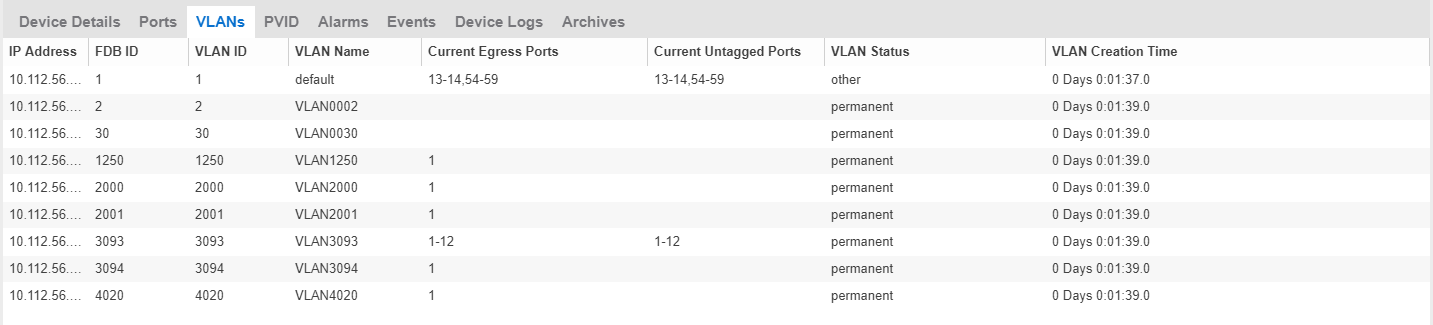 Device Details Ports VLANs PVID Alarms Events Device Logs Archives
IP Address FDB ID VLAN ID VLAN Name Current Egress Ports Current Untagged Ports VLAN Status VLAN Creation Time
10.112.56.... 1 1 default 13-14,54-59 13-14,54-59 other 0 Days 0:01:37.0
10.112.56.... 2 2 VLAN0002 permanent 0 Days 0:01:39.0
10.112.56.... 30 30 VLAN0030 permanent 0 Days 0:01:39.0
10.112.56.... 1250 1250 VLAN1250 1 permanent 0 Days 0:01:39.0
10.112.56.... 2000 2000 VLAN2000 1 permanent 0 Days 0:01:39.0
10.112.56.... 2001 2001 VLAN2001 1 permanent 0 Days 0:01:39.0
10.112.56.... 3093 3093 VLAN3093 1-12 1-12 permanent 0 Days 0:01:39.0
10.112.56.... 3094 3094 VLAN3094 1 permanent 0 Days 0:01:39.0
10.112.56.... 4020 4020 VLAN4020 1 permanent 0 Days 0:01:39.0